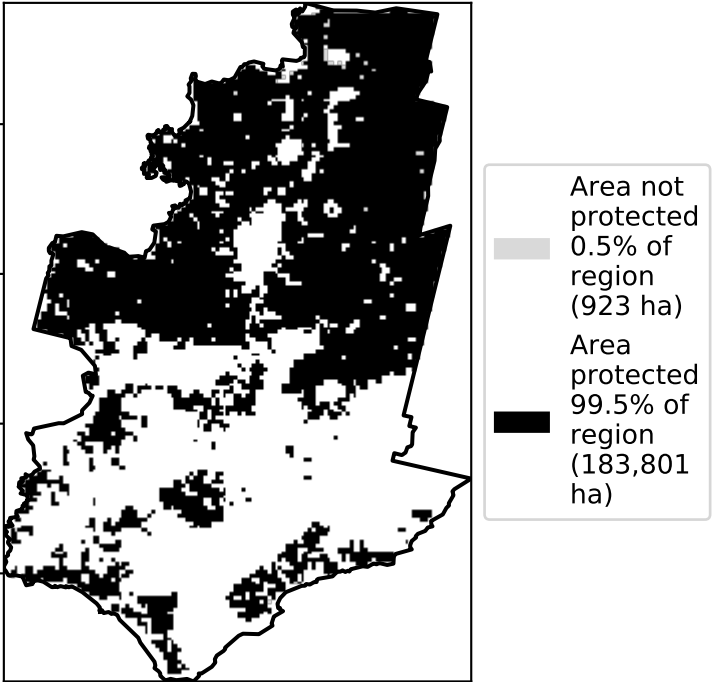 Area not
protected
0.5% of
region
(923 ha)
Area
protected
99.5% of
region
(183,801
ha)